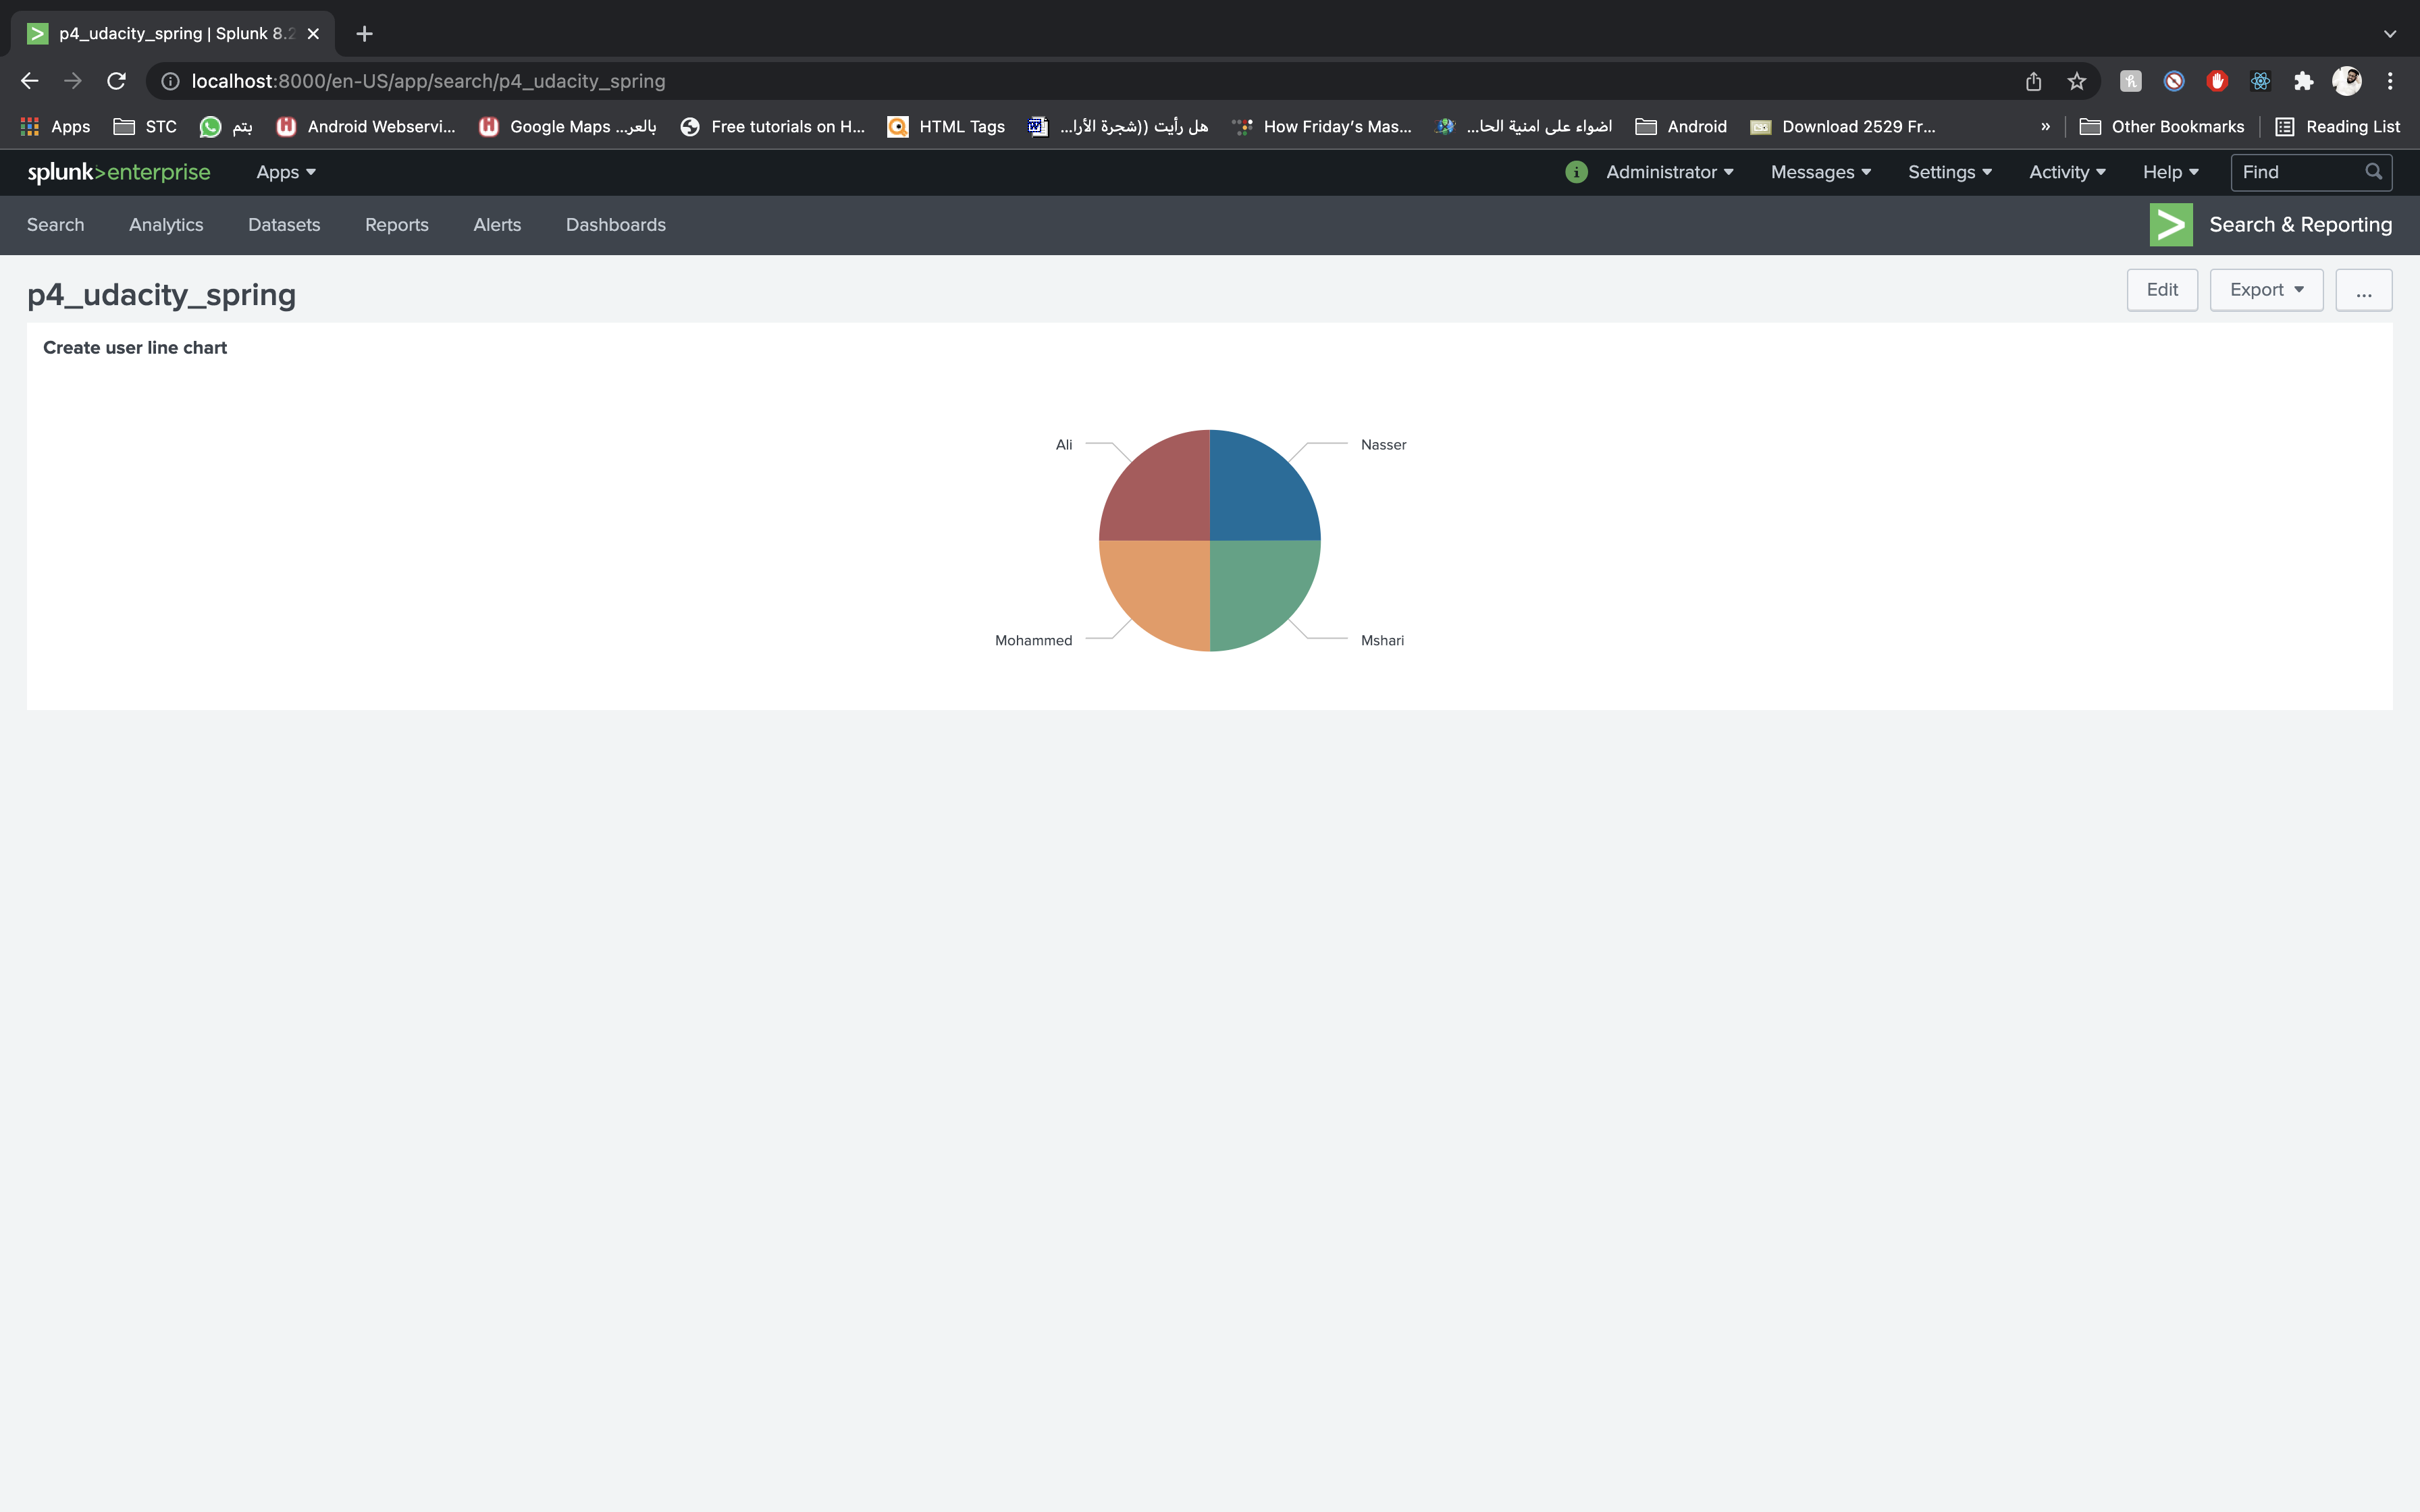 p4_udacity_spring | Splunk 8.2
localhost:8000/en-US/app/search/p4_udacity_spring
Apps STC بتم Android Webservi... Google Maps ...بالعر Free tutorials on H... HTML Tags هل رأيت ((شجرة الأرا... How Friday's Mas... اضواء على امنية الحا... Android Download 2529 Fr... » Other Bookmarks Reading List
splunk>enterprise Apps i Administrator Messages Settings Activity Help Find
Search Analytics Datasets Reports Alerts Dashboards Search & Reporting
p4_udacity_spring Edit Export ...
Create user line chart
Ali Nasser
Mohammed Mshari